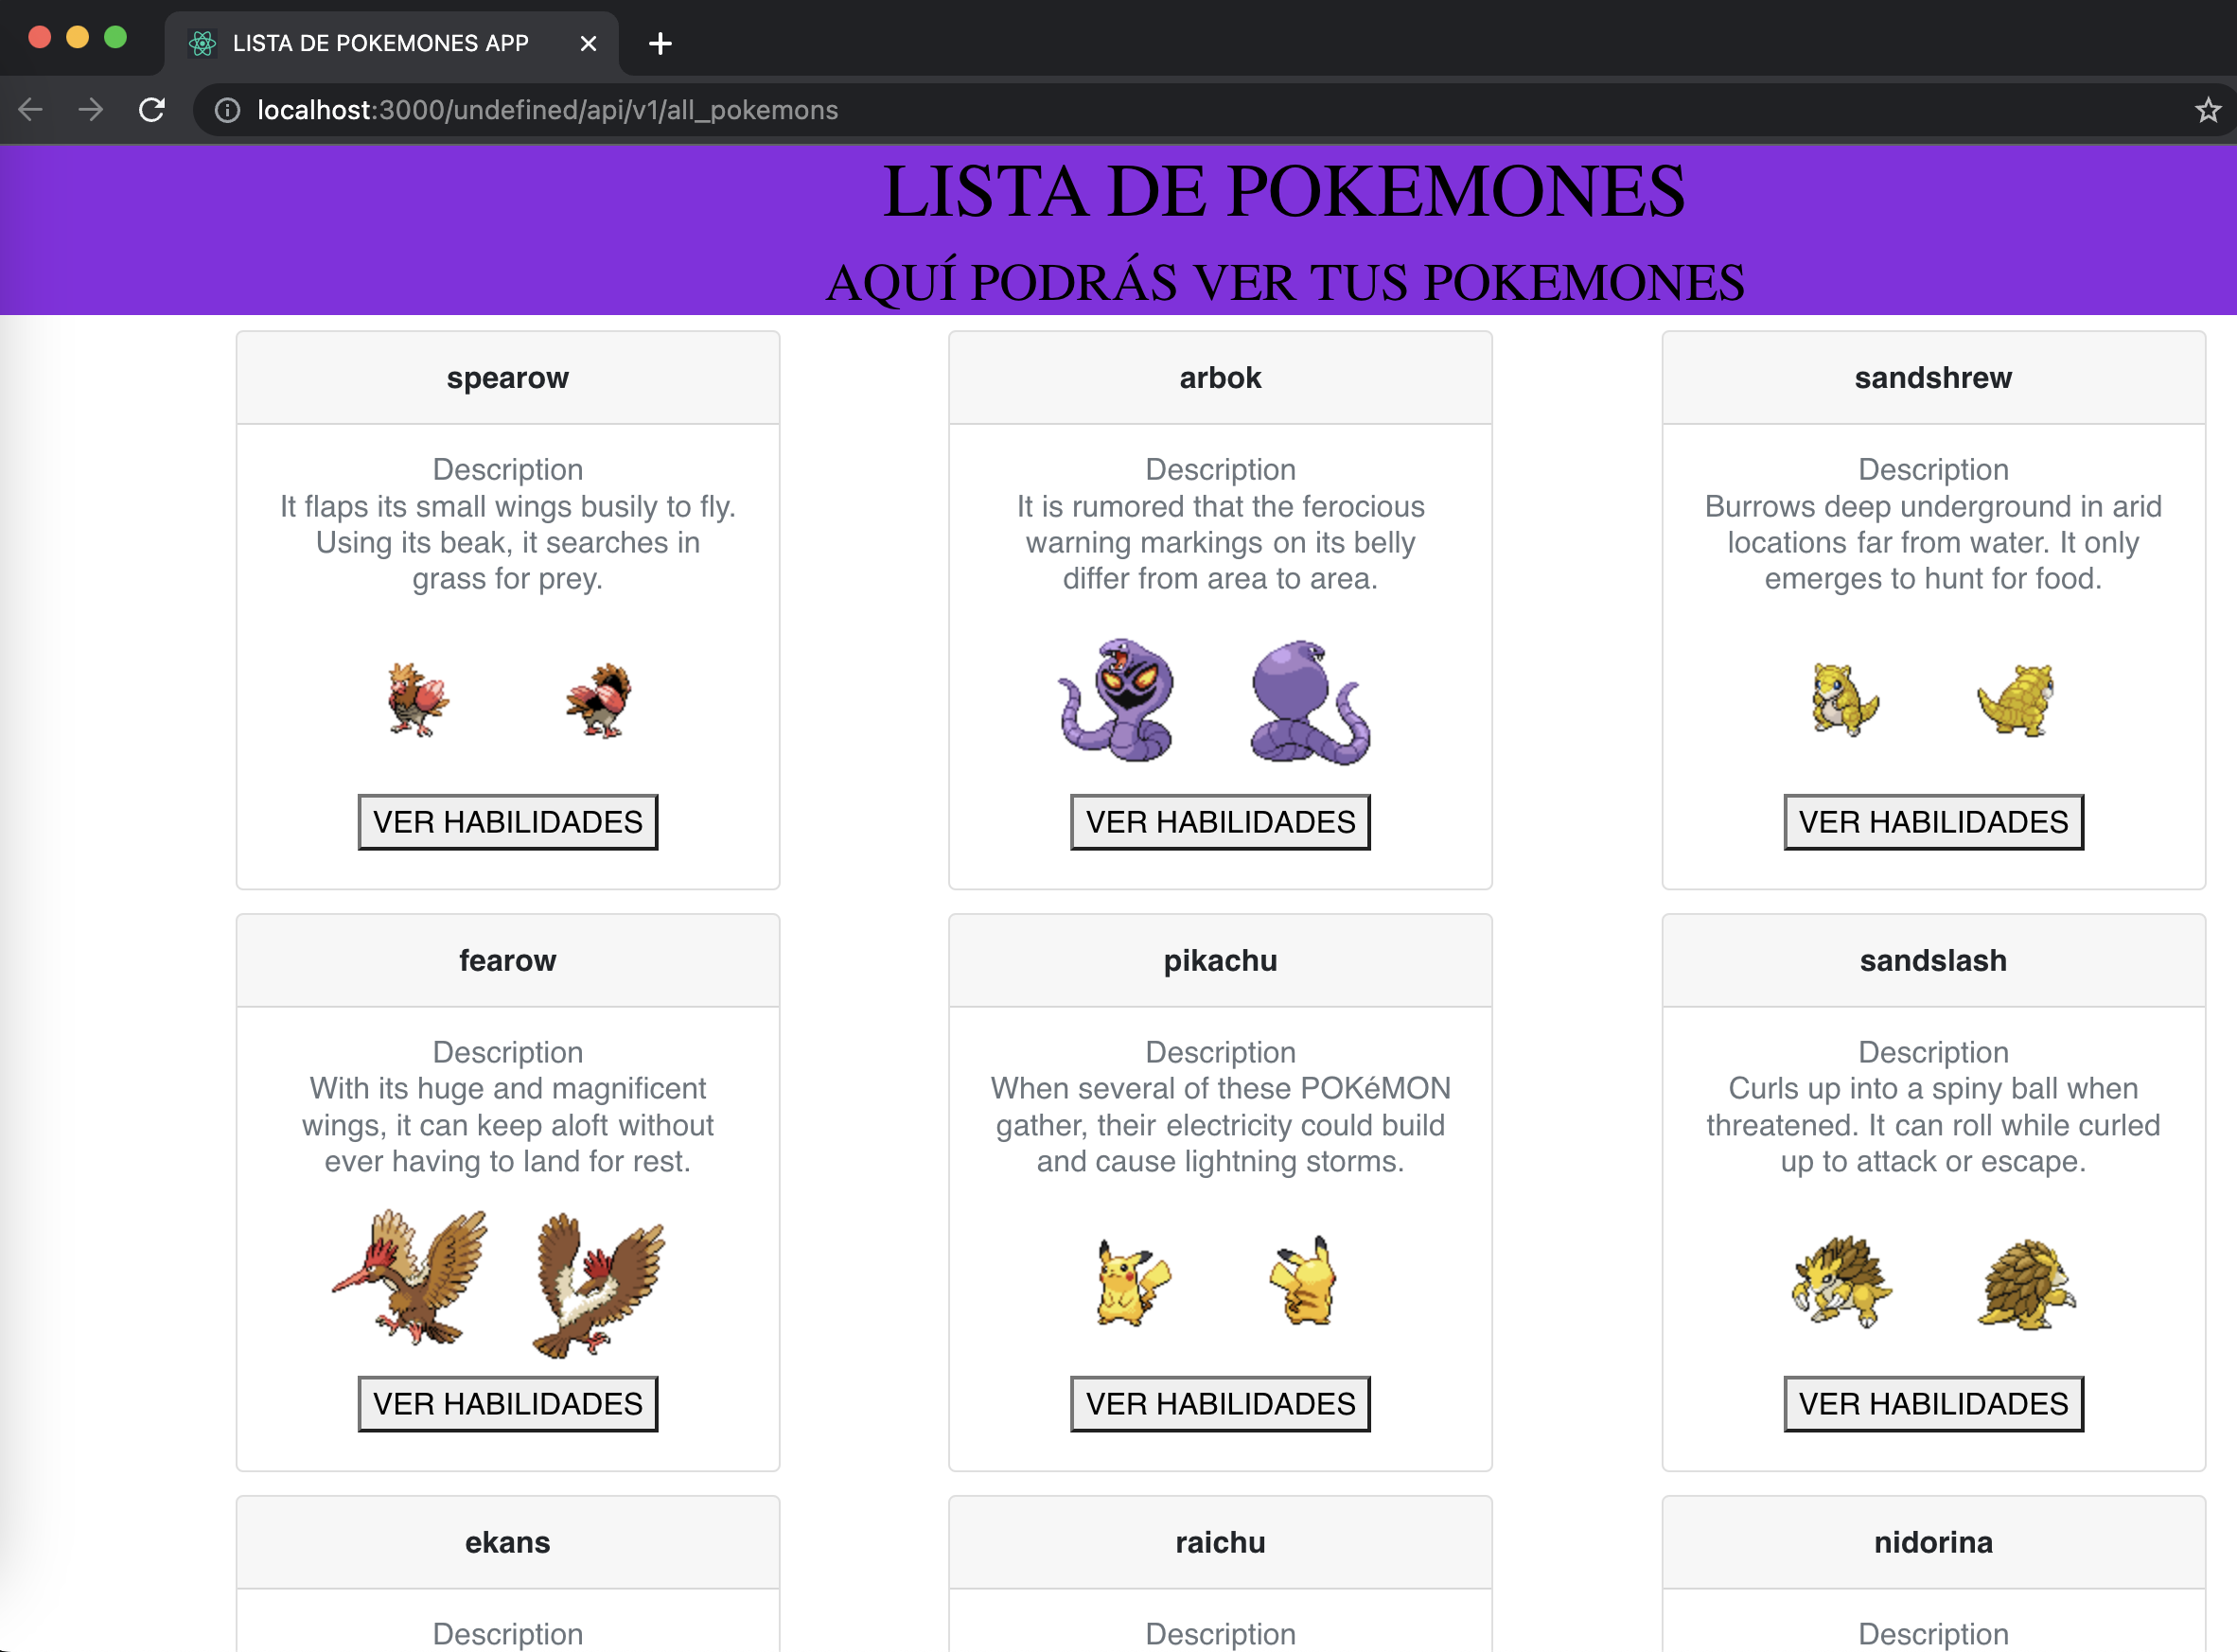 LISTA DE POKEMONES APP
localhost:3000/undefined/api/v1/all_pokemons
LISTA DE POKEMONES
AQUÍ PODRÁS VER TUS POKEMONES
spearow
Description
It flaps its small wings busily to fly.
Using its beak, it searches in
grass for prey.
VER HABILIDADES
arbok
Description
It is rumored that the ferocious
warning markings on its belly
differ from area to area.
VER HABILIDADES
sandshrew
Description
Burrows deep underground in arid
locations far from water. It only
emerges to hunt for food.
VER HABILIDADES
fearow
Description
With its huge and magnificent
wings, it can keep aloft without
ever having to land for rest.
VER HABILIDADES
pikachu
Description
When several of these POKéMON
gather, their electricity could build
and cause lightning storms.
VER HABILIDADES
sandslash
Description
Curls up into a spiny ball when
threatened. It can roll while curled
up to attack or escape.
VER HABILIDADES
ekans
Description
raichu
Description
nidorina
Description